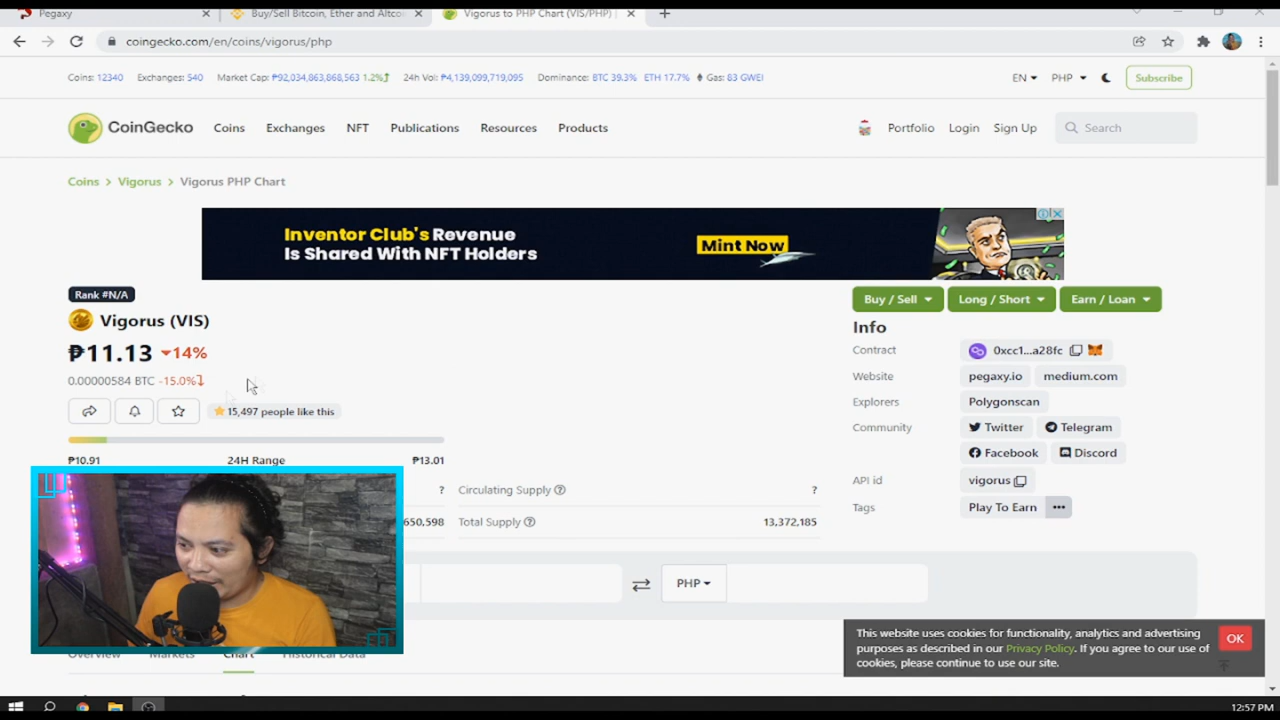 Pegaxy
Buy/Sell Bitcoin, Ether and Altcoi
Vigorus to PHP Chart (VIS/PHP) |
coingecko.com/en/coins/vigorus/php
Coins: 12340 Exchanges: 540 Market Cap: ₱92,034,863,868,563 1.2% 24h Vol: ₱4,139,099,719,095 Dominance: BTC 39.3% ETH 17.7% Gas: 83 GWEI
EN PHP Subscribe
CoinGecko Coins Exchanges NFT Publications Resources Products
Portfolio Login Sign Up Search
Coins > Vigorus > Vigorus PHP Chart
Inventor Club's Revenue
Is Shared With NFT Holders
Mint Now
Rank #N/A
Vigorus (VIS)
₱11.13 14%
0.00000584 BTC -15.0%
15,497 people like this
₱10.91 24H Range ₱13.01
? Circulating Supply ?
650,598 Total Supply 13,372,185
PHP
Overview Markets Chart Historical Data
Buy / Sell Long / Short Earn / Loan
Info
Contract 0xcc1...a28fc
Website pegaxy.io medium.com
Explorers Polygonscan
Community Twitter Telegram
Facebook Discord
API id vigorus
Tags Play To Earn
This website uses cookies for functionality, analytics and advertising
purposes as described in our Privacy Policy. If you agree to our use of
cookies, please continue to use our site.
OK
12:57 PM